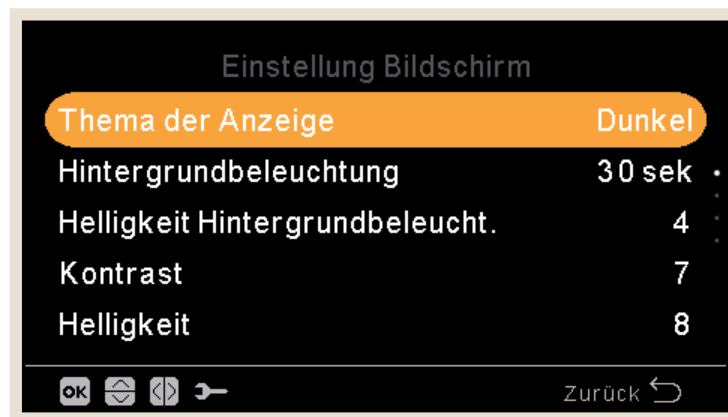 Einstellung Bildschirm
Thema der Anzeige Dunkel
Hintergrundbeleuchtung 30 sek
Helligkeit Hintergrundbeleucht. 4
Kontrast 7
Helligkeit 8
OK Zurück